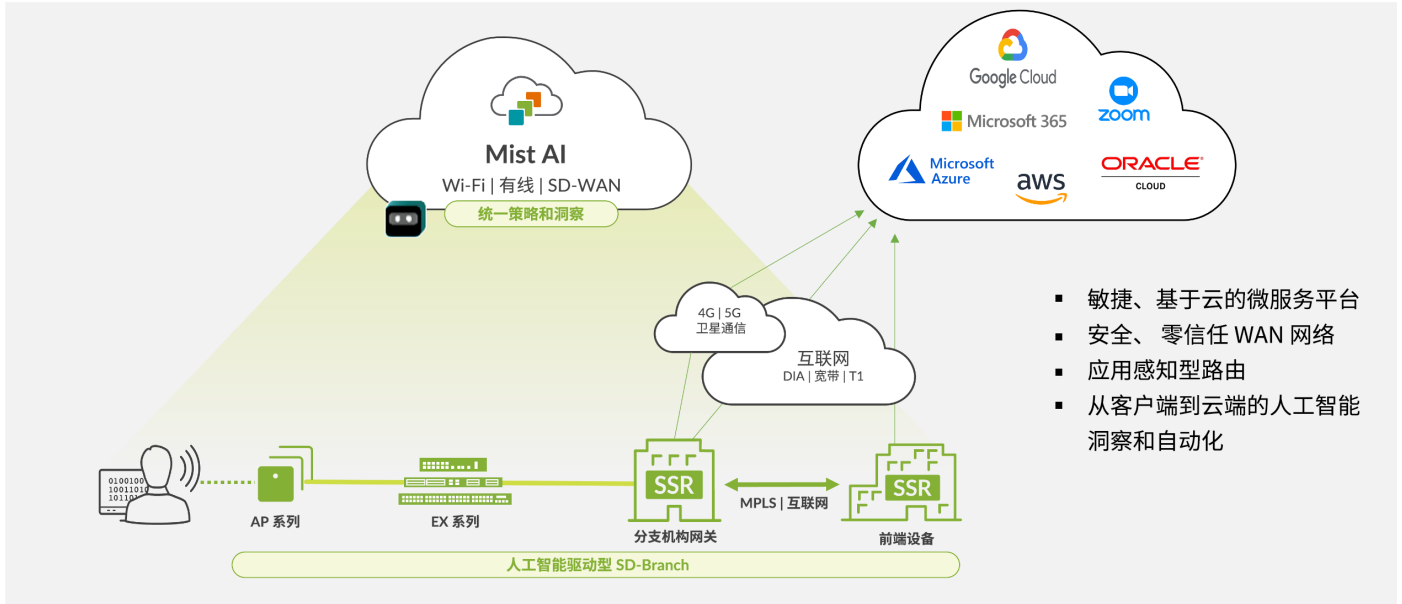 Mist AI
Wi-Fi | 有线 | SD-WAN
统一策略和洞察
Google Cloud
Microsoft 365
zoom
Microsoft
Azure
aws
ORACLE
CLOUD
4G | 5G
卫星通信
互联网
DIA | 宽带 | T1
▪ 敏捷、基于云的微服务平台
▪ 安全、 零信任 WAN 网络
▪ 应用感知型路由
▪ 从客户端到云端的人工智能
洞察和自动化
0100100
10011010
10110
AP 系列
EX 系列
SSR
分支机构网关
MPLS | 互联网
SSR
前端设备
人工智能驱动型 SD-Branch